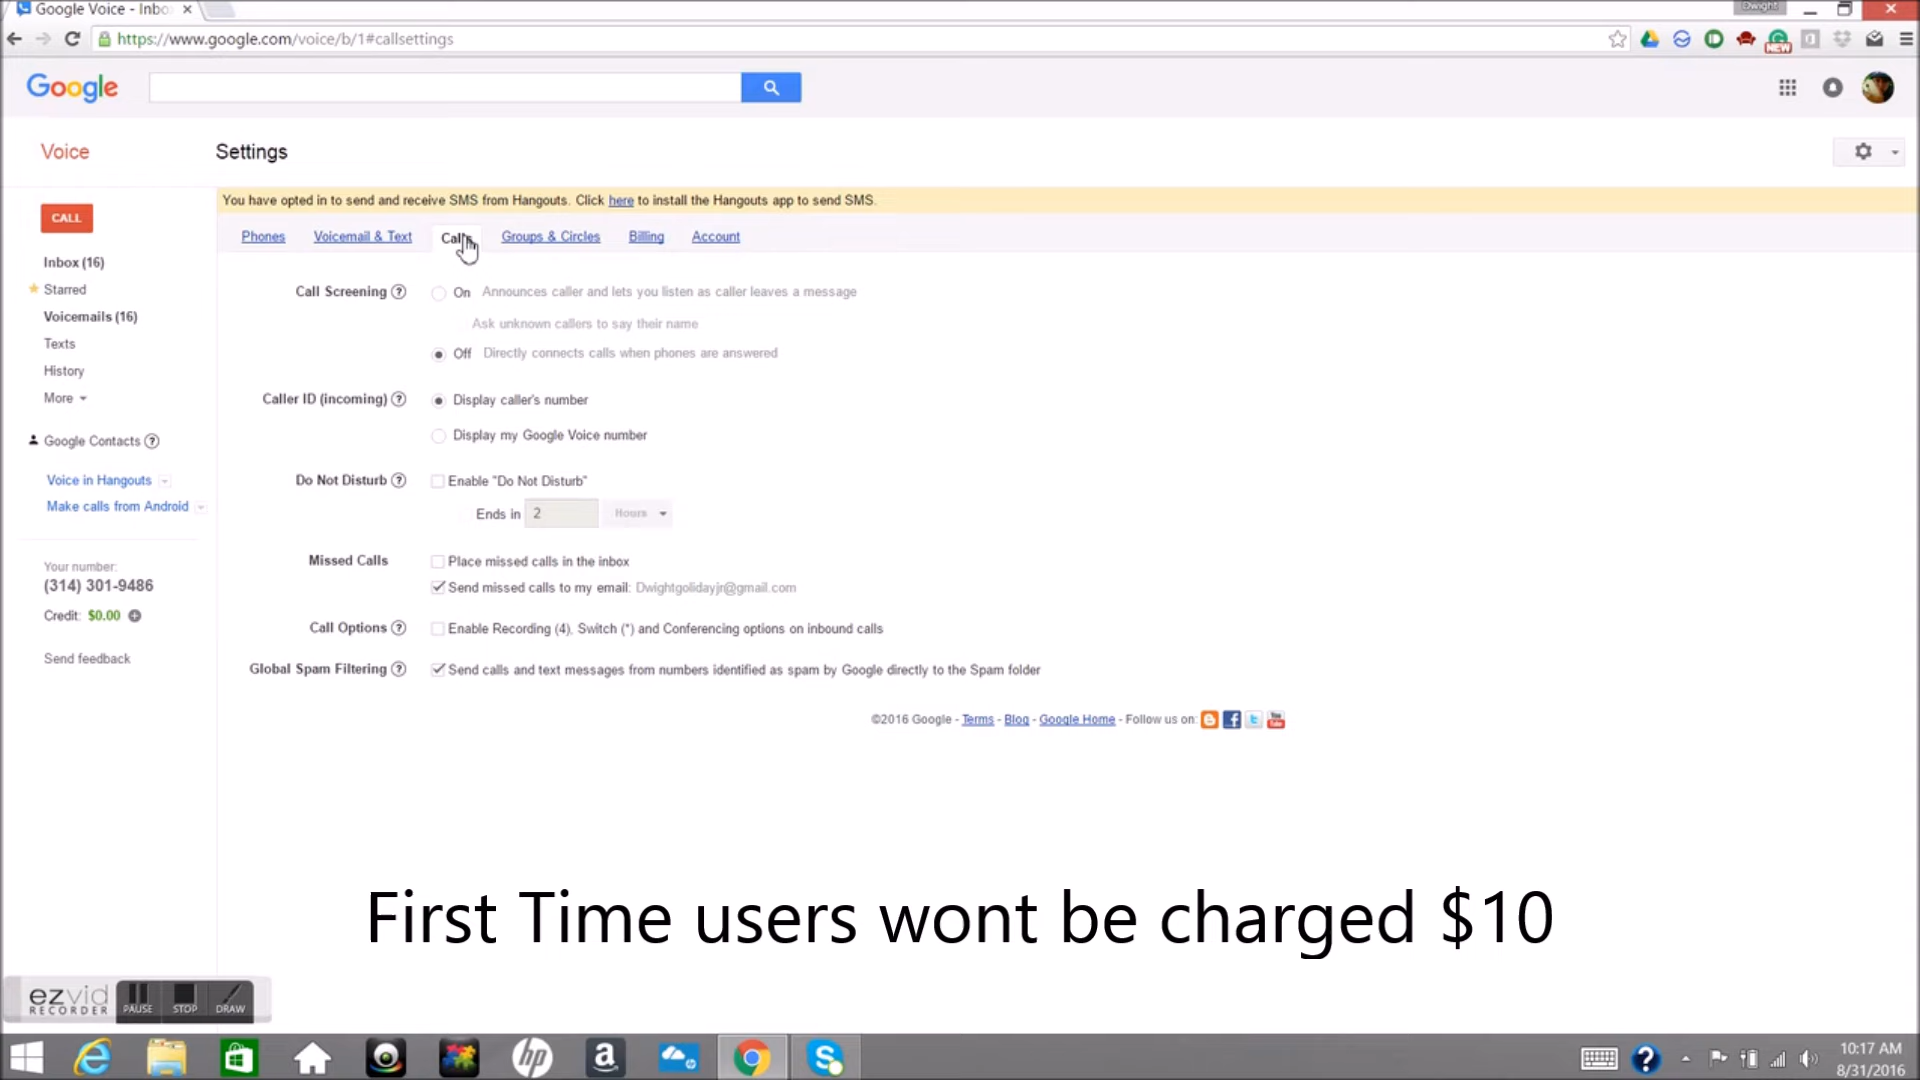 Google Voice - Inbo
Dwight
https://www.google.com/voice/b/1#callsettings
NEW
Google
Voice
Settings
You have opted in to send and receive SMS from Hangouts. Click here to install the Hangouts app to send SMS.
CALL
Phones Voicemail & Text Calls Groups & Circles Billing Account
Inbox (16)
Starred
Voicemails (16)
Texts
History
More
Google Contacts ?
Voice in Hangouts
Make calls from Android
Your number:
(314) 301-9486
Credit: $0.00
Send feedback
Call Screening ? On Announces caller and lets you listen as caller leaves a message
Ask unknown callers to say their name
Off Directly connects calls when phones are answered
Caller ID (incoming) ? Display caller's number
Display my Google Voice number
Do Not Disturb ? Enable "Do Not Disturb"
Ends in 2 Hours
Missed Calls Place missed calls in the inbox
Send missed calls to my email: Dwightgolidayjr@gmail.com
Call Options ? Enable Recording (4), Switch (*) and Conferencing options on inbound calls
Global Spam Filtering ? Send calls and text messages from numbers identified as spam by Google directly to the Spam folder
©2016 Google - Terms - Blog - Google Home - Follow us on:
First Time users wont be charged $10
ezvid
RECORDER
PAUSE STOP DRAW
10:17 AM
8/31/2016